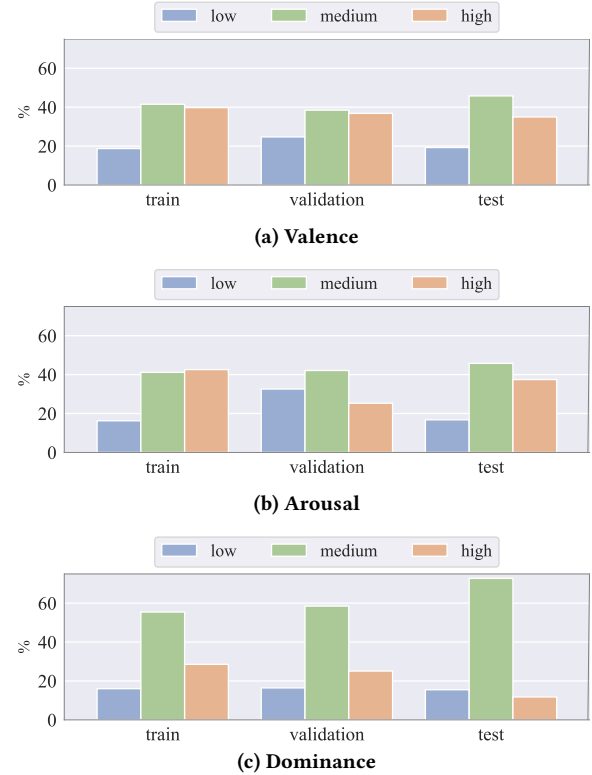 low medium high
60
40
20
0
%
train validation test
(a) Valence
low medium high
60
40
20
0
%
train validation test
(b) Arousal
low medium high
60
40
20
0
%
train validation test
(c) Dominance